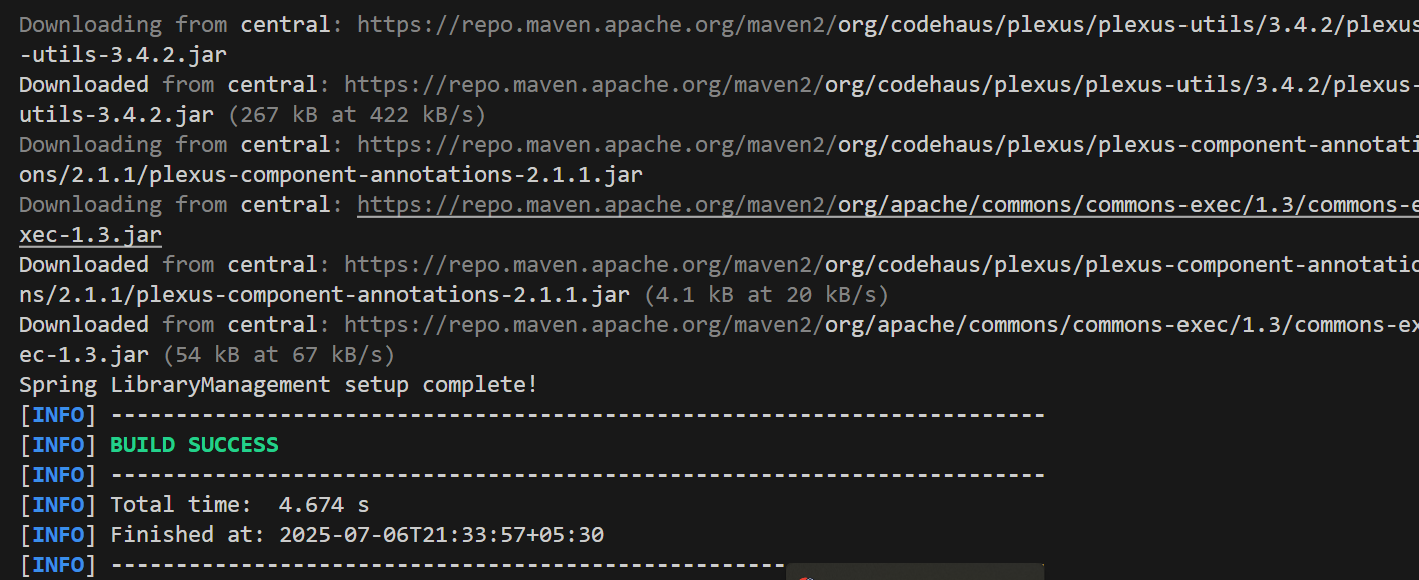 Downloading from central: https://repo.maven.apache.org/maven2/org/codehaus/plexus/plexus-utils/3.4.2/plexus
-utils-3.4.2.jar
Downloaded from central: https://repo.maven.apache.org/maven2/org/codehaus/plexus/plexus-utils/3.4.2/plexus-
utils-3.4.2.jar (267 kB at 422 kB/s)
Downloading from central: https://repo.maven.apache.org/maven2/org/codehaus/plexus/plexus-component-annotati
ons/2.1.1/plexus-component-annotations-2.1.1.jar
Downloading from central: https://repo.maven.apache.org/maven2/org/apache/commons/commons-exec/1.3/commons-e
xec-1.3.jar
Downloaded from central: https://repo.maven.apache.org/maven2/org/codehaus/plexus/plexus-component-annotatio
ns/2.1.1/plexus-component-annotations-2.1.1.jar (4.1 kB at 20 kB/s)
Downloaded from central: https://repo.maven.apache.org/maven2/org/apache/commons/commons-exec/1.3/commons-ex
ec-1.3.jar (54 kB at 67 kB/s)
Spring LibraryManagement setup complete!
[INFO] ------------------------------------------------------------------------
[INFO] BUILD SUCCESS
[INFO] ------------------------------------------------------------------------
[INFO] Total time:  4.674 s
[INFO] Finished at: 2025-07-06T21:33:57+05:30
[INFO] ----------------------------------------------------